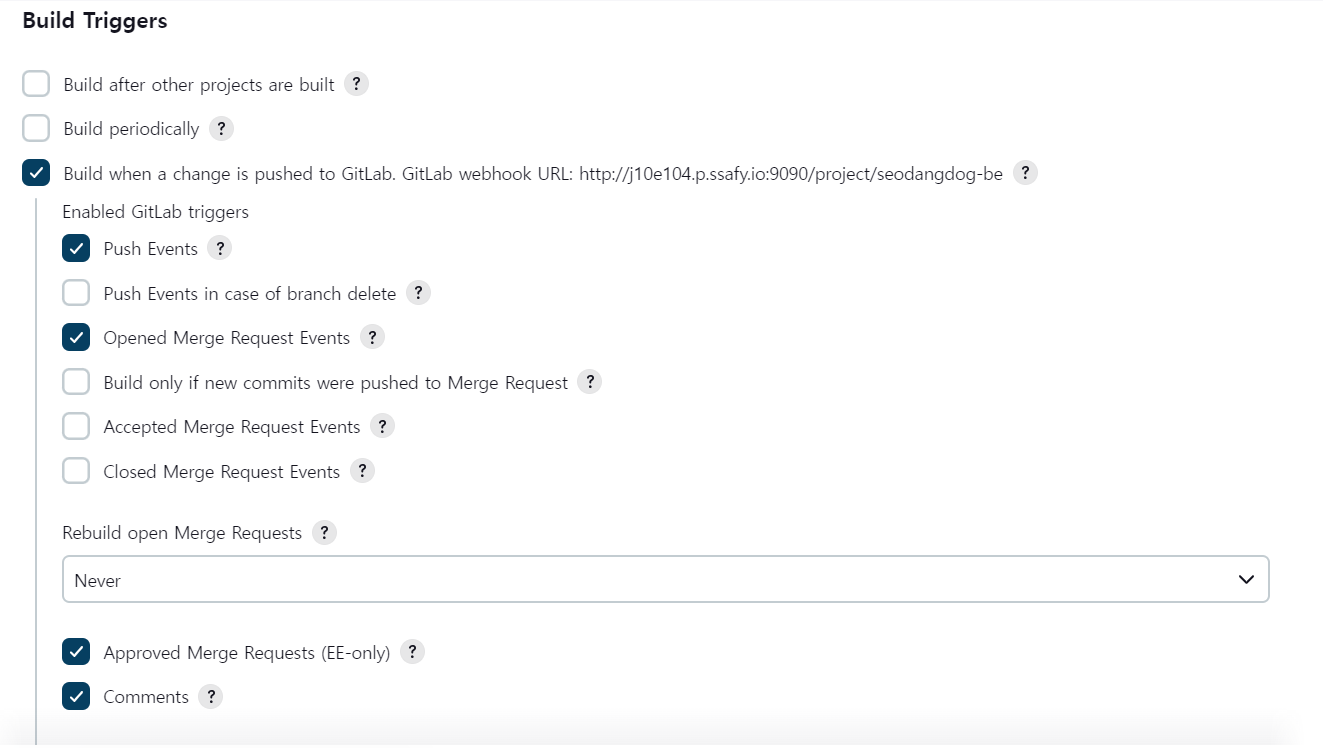 Build Triggers
Build after other projects are built ?
Build periodically ?
Build when a change is pushed to GitLab. GitLab webhook URL: http://j10e104.p.ssafy.io:9090/project/seodangdog-be ?
Enabled GitLab triggers
Push Events ?
Push Events in case of branch delete ?
Opened Merge Request Events ?
Build only if new commits were pushed to Merge Request ?
Accepted Merge Request Events ?
Closed Merge Request Events ?
Rebuild open Merge Requests ?
Never
Approved Merge Requests (EE-only) ?
Comments ?